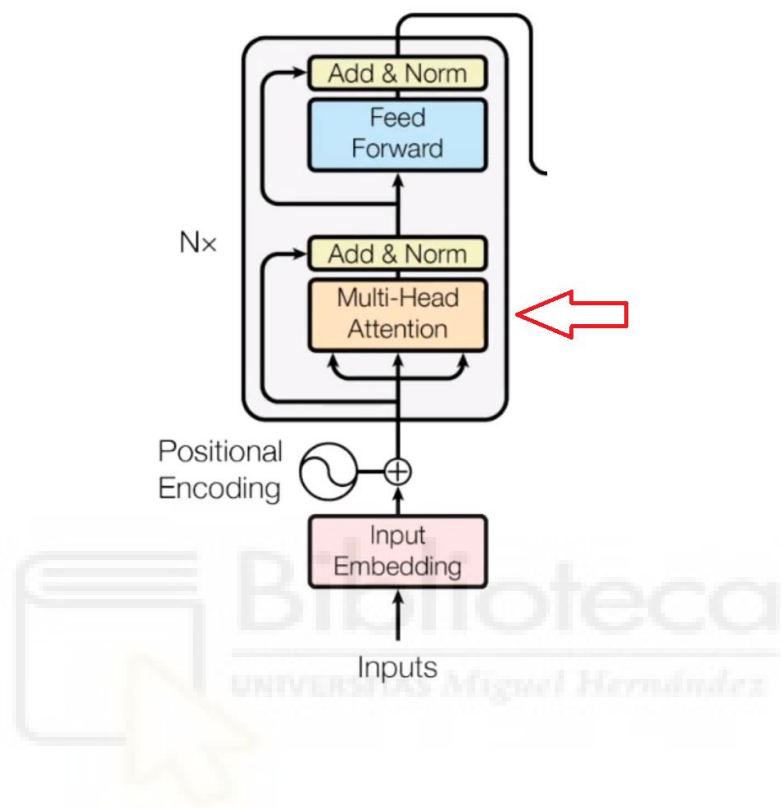 Add & Norm
Feed
Forward
Nx
Add & Norm
Multi-Head
Attention
Positional
Encoding
Input
Embedding
Inputs
Biblioteca
UNIVERSITAS Miguel Hernández